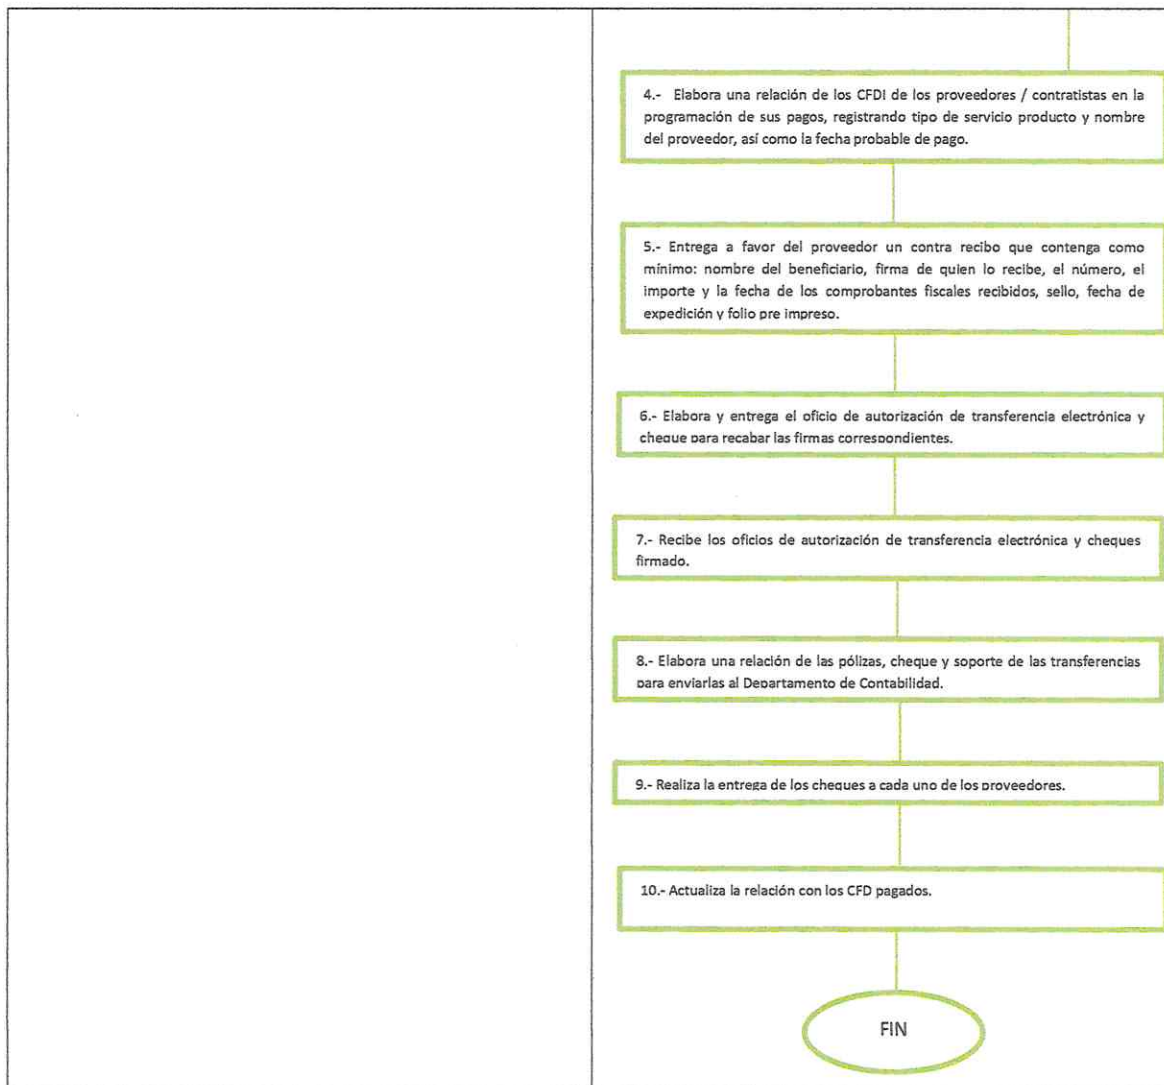 4.- Elabora una relación de los CFDI de los proveedores / contratistas en la
programación de sus pagos, registrando tipo de servicio producto y nombre
del proveedor, así como la fecha probable de pago.
5.- Entrega a favor del proveedor un contra recibo que contenga como
mínimo: nombre del beneficiario, firma de quien lo recibe, el número, el
importe y la fecha de los comprobantes fiscales recibidos, sello, fecha de
expedición y folio pre impreso.
6.- Elabora y entrega el oficio de autorización de transferencia electrónica y
cheque para recabar las firmas correspondientes.
7.- Recibe los oficios de autorización de transferencia electrónica y cheques
firmado.
8.- Elabora una relación de las pólizas, cheque y soporte de las transferencias
para enviarlas al Departamento de Contabilidad.
9.- Realiza la entrega de los cheques a cada uno de los proveedores.
10.- Actualiza la relación con los CFD pagados.
FIN